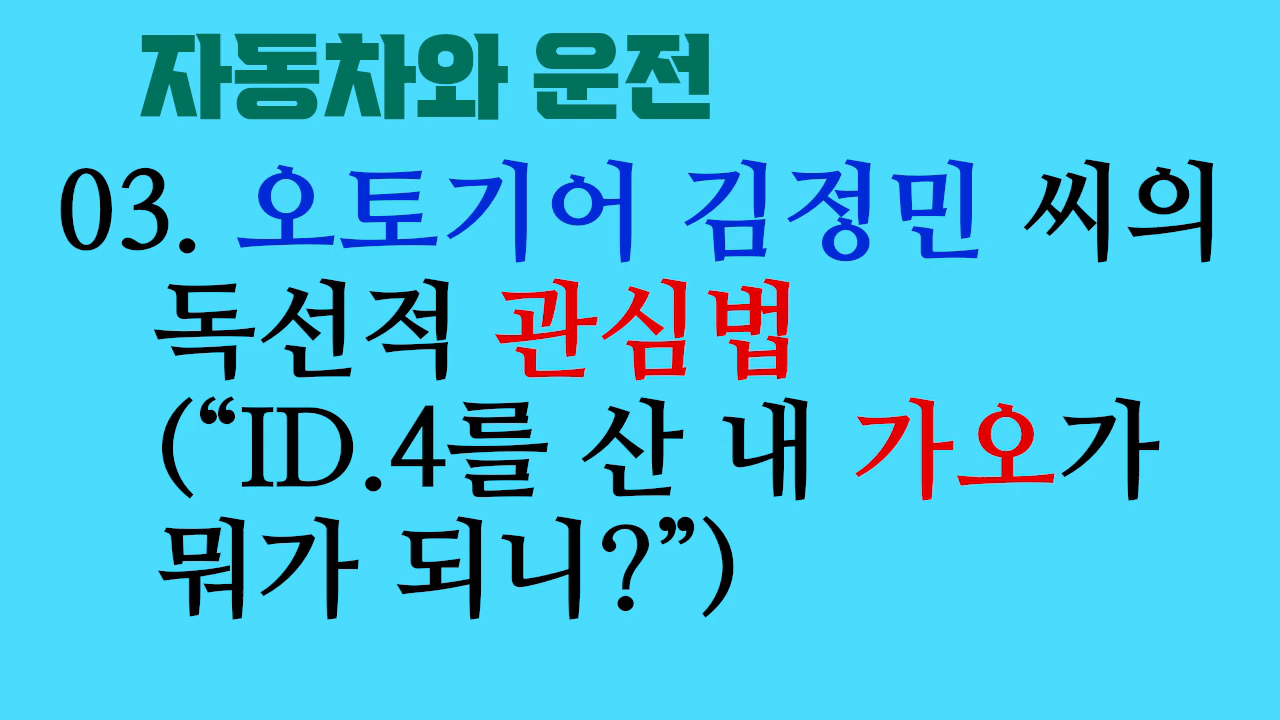 자동차와 운전
03. 오토기어 김정민 씨의
독선적 관심법
(“ID.4를 산 내 가오가
뭐가 되니?”)